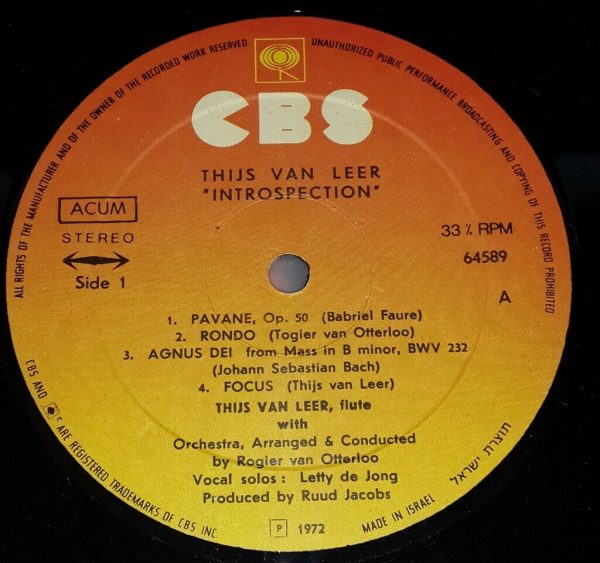 ALL RIGHTS OF THE MANUFACTURER AND OF THE OWNER OF THE RECORDED WORK RESERVED
UNAUTHORIZED PUBLIC PERFORMANCE BROADCASTING AND COPYING OF THIS RECORD PROHIBITED
CBS
THIJS VAN LEER
"INTROSPECTION"
ACUM
STEREO
Side 1
33⅓ RPM
64589
A
1. PAVANE, Op. 50 (Babriel Faure)
2. RONDO (Togier van Otterloo)
3. AGNUS DEI from Mass in B minor, BWV 232
(Johann Sebastian Bach)
4. FOCUS (Thijs van Leer)
THIJS VAN LEER, flute
with
Orchestra, Arranged & Conducted
by Rogier van Otterloo
Vocal solos : Letty de Jong
Produced by Ruud Jacobs
P 1972
CBS AND ARE REGISTERED TRADEMARKS OF CBS INC
MADE IN ISRAEL
תוצרת ישראל